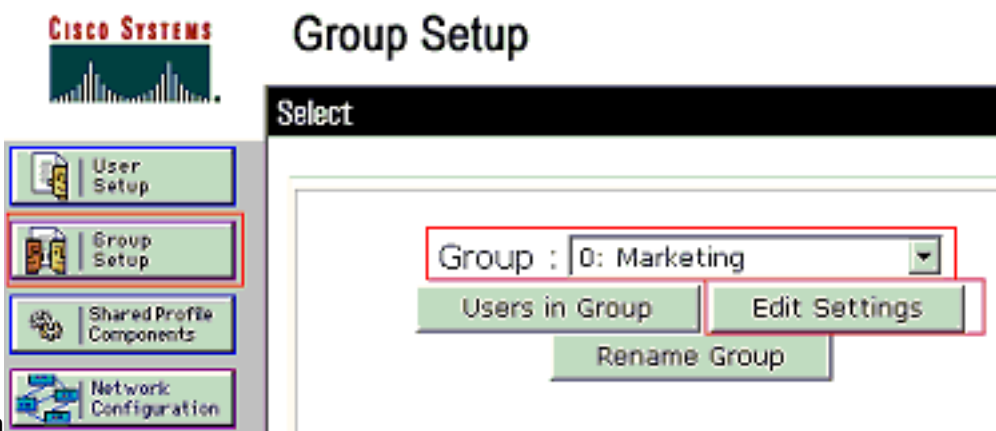 CISCO SYSTEMS
Group Setup
Select
User
Setup
Group
Setup
Shared Profile
Components
Network
Configuration
Group : 0: Marketing
Users in Group
Edit Settings
Rename Group